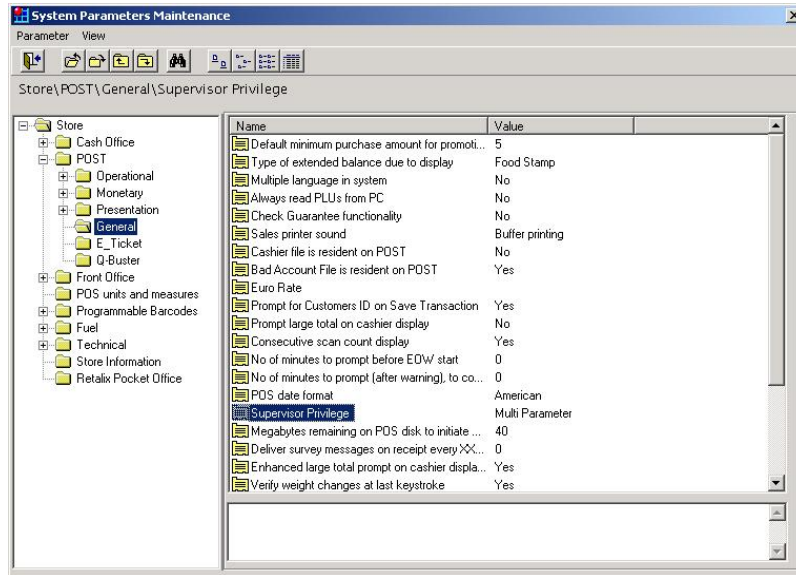 System Parameters Maintenance
Parameter View
Store\POST\General\Supervisor Privilege
Store
Cash Office
POST
Operational
Monetary
Presentation
General
E_Ticket
Q-Buster
Front Office
POS units and measures
Programmable Barcodes
Fuel
Technical
Store Information
Retalix Pocket Office
Name Value
Default minimum purchase amount for promoti... 5
Type of extended balance due to display Food Stamp
Multiple language in system No
Always read PLUs from PC No
Check Guarantee functionality No
Sales printer sound Buffer printing
Cashier file is resident on POST No
Bad Account File is resident on POST Yes
Euro Rate
Prompt for Customers ID on Save Transaction Yes
Prompt large total on cashier display No
Consecutive scan count display Yes
No of minutes to prompt before EOW start 0
No of minutes to prompt (after warning), to co... 0
POS date format American
Supervisor Privilege Multi Parameter
Megabytes remaining on POS disk to initiate ... 40
Deliver survey messages on receipt every XX... 0
Enhanced large total prompt on cashier displa... Yes
Verify weight changes at last keystroke Yes